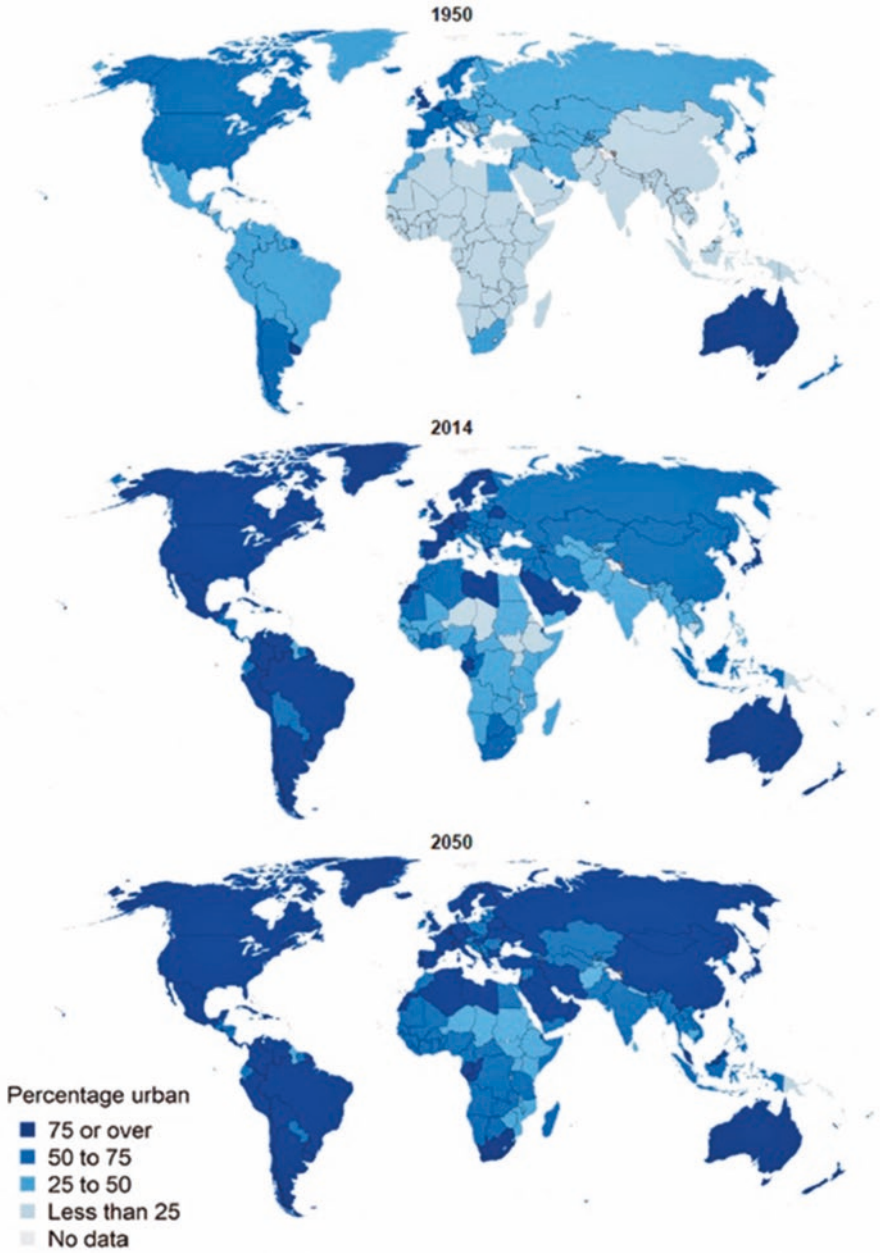 1950
2014
2050
Percentage urban
75 or over
50 to 75
25 to 50
Less than 25
No data